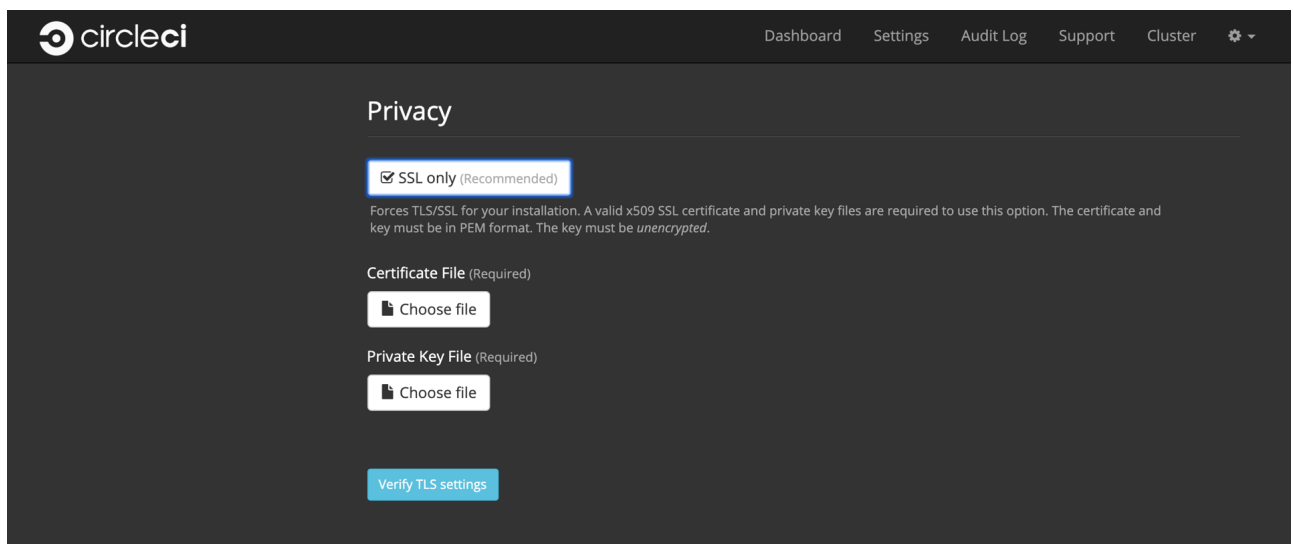 circleci
Dashboard Settings Audit Log Support Cluster
Privacy
SSL only (Recommended)
Forces TLS/SSL for your installation. A valid x509 SSL certificate and private key files are required to use this option. The certificate and
key must be in PEM format. The key must be unencrypted.
Certificate File (Required)
Choose file
Private Key File (Required)
Choose file
Verify TLS settings